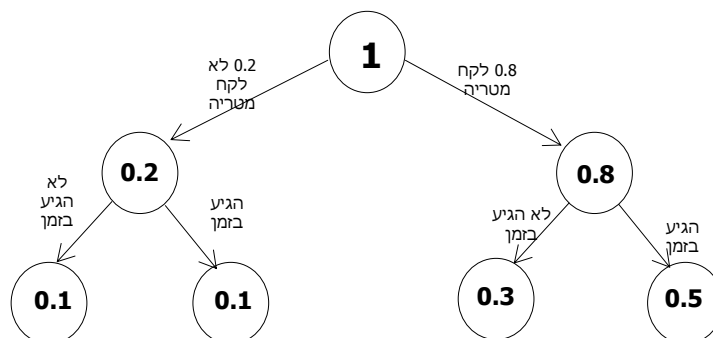 1
0.2 לא
לקח
מטריה
0.8 לקח
מטריה
0.2
0.8
לא
הגיע
בזמן
הגיע
בזמן
לא הגיע
בזמן
הגיע
בזמן
0.1
0.1
0.3
0.5